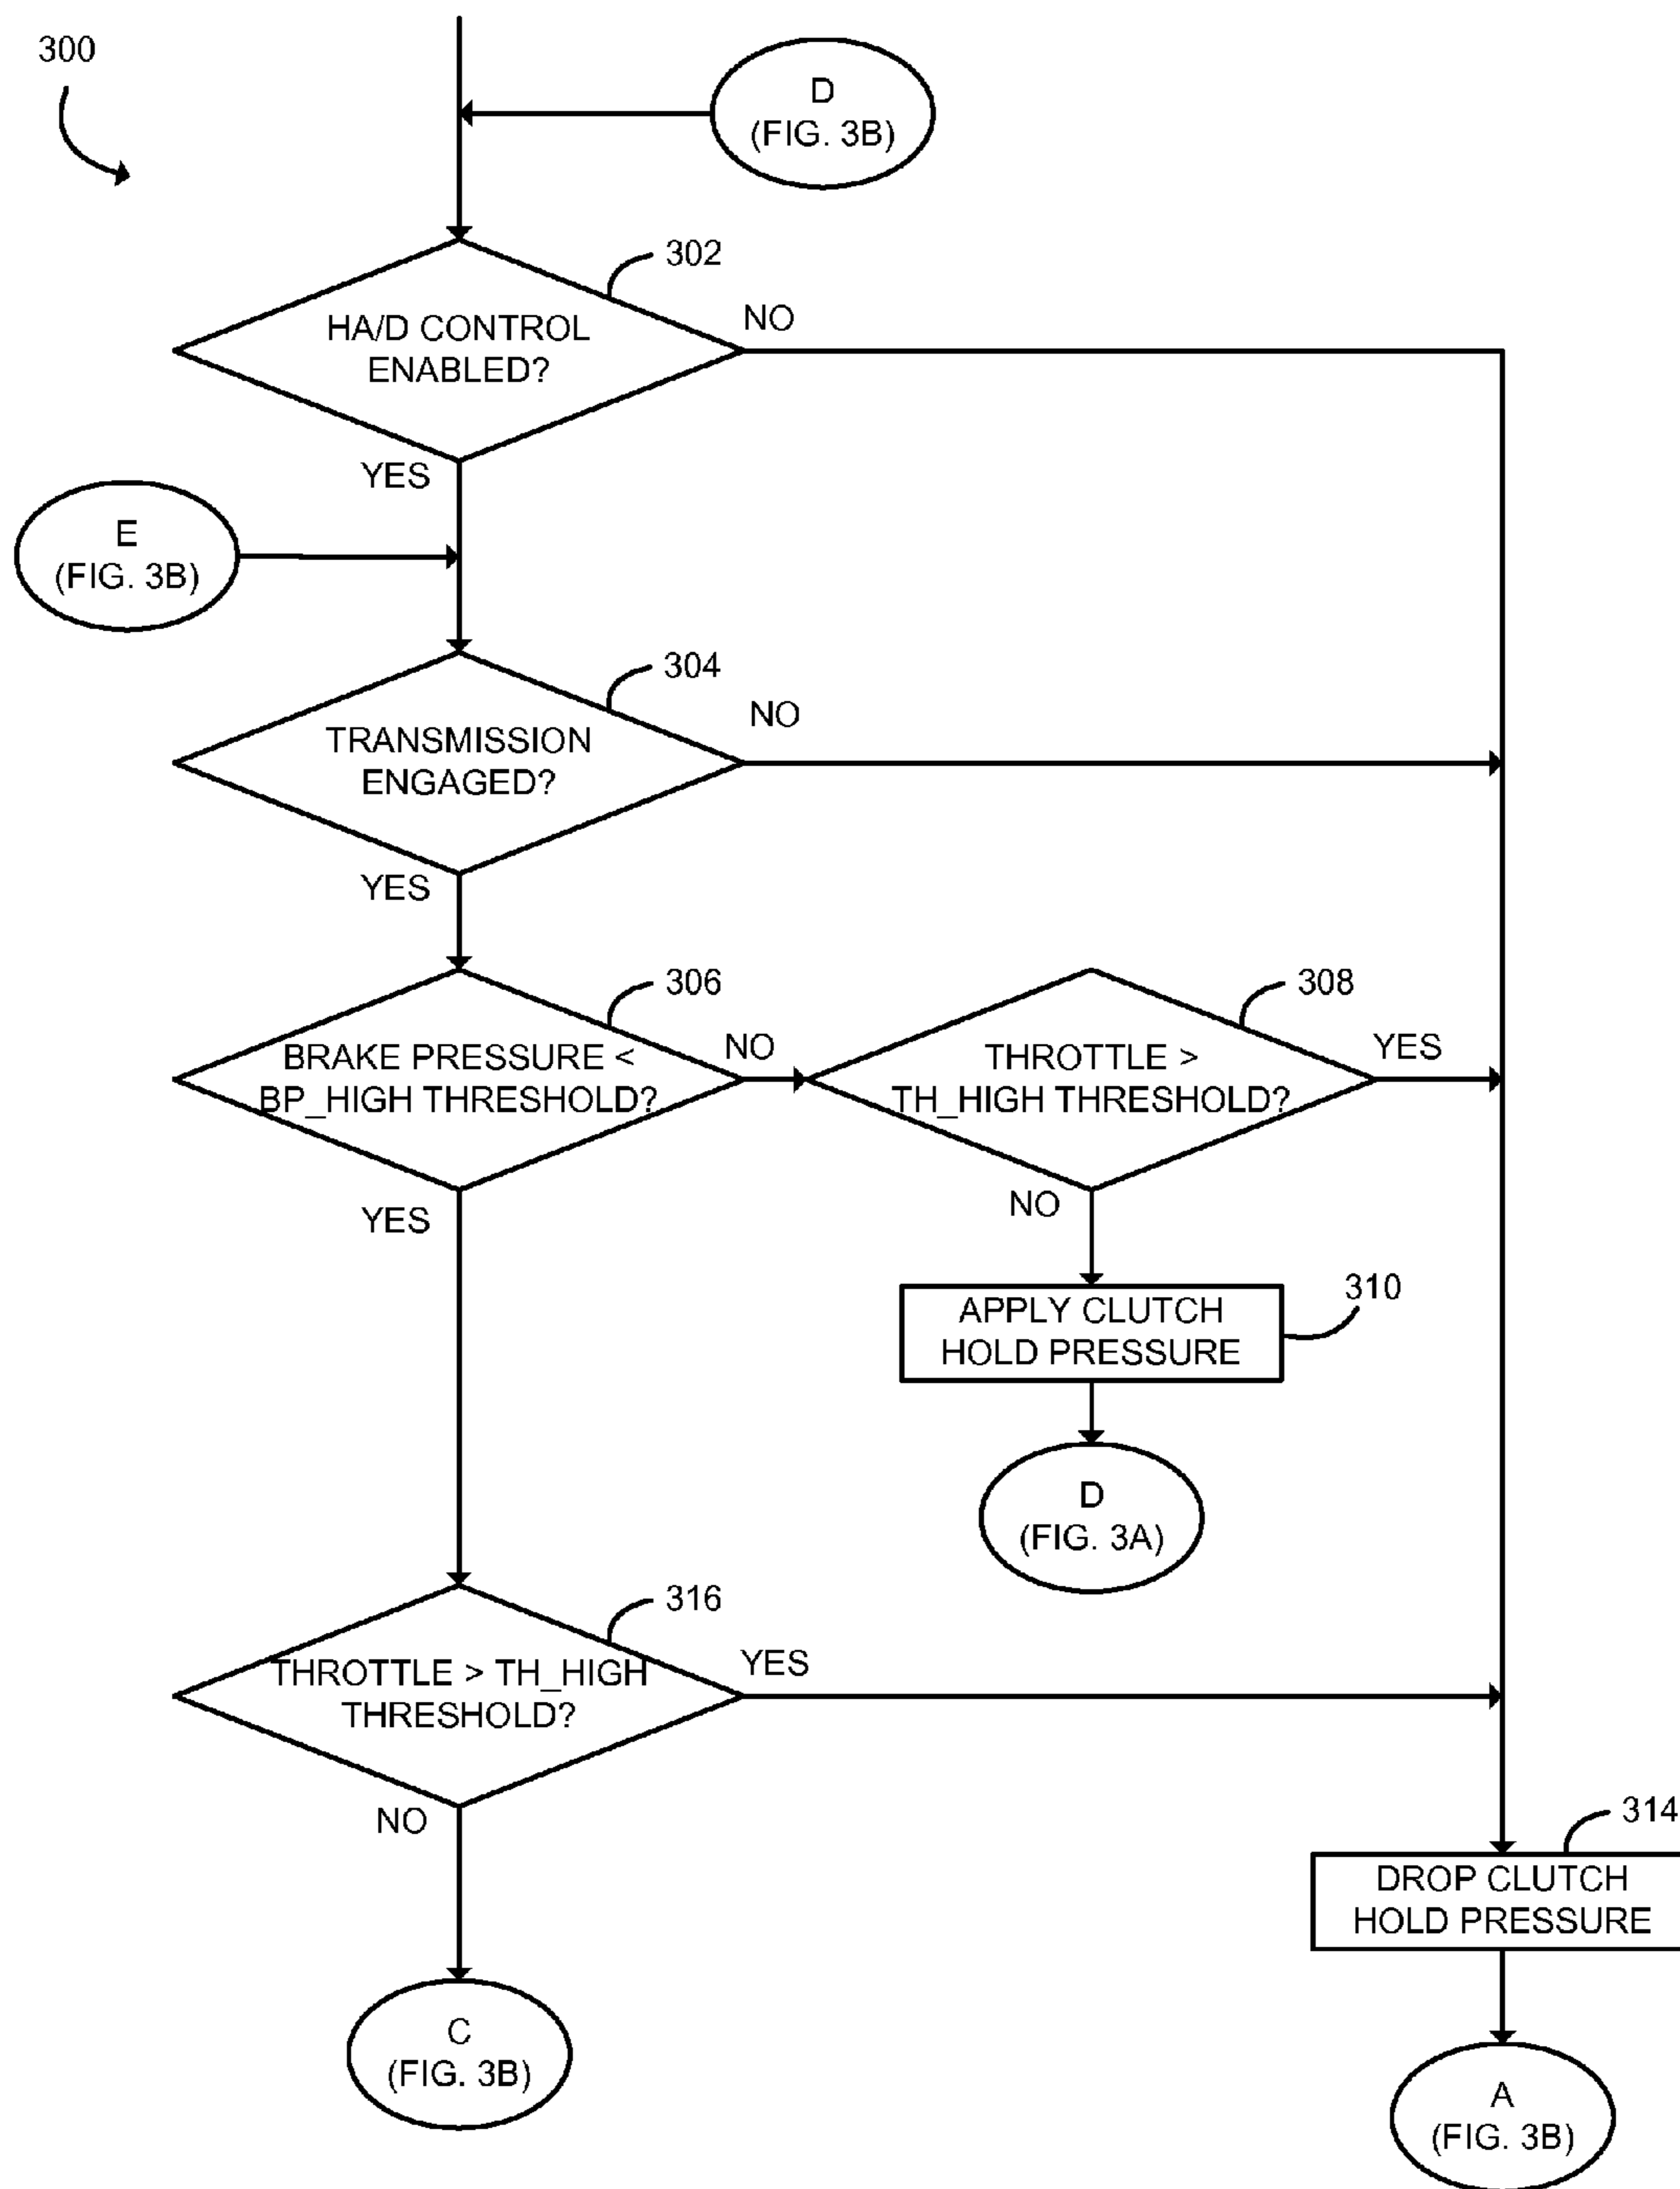 300
D
(FIG. 3B)
302
HA/D CONTROL
ENABLED?
NO
YES
E
(FIG. 3B)
304
TRANSMISSION
ENGAGED?
NO
YES
306
BRAKE PRESSURE <
BP_HIGH THRESHOLD?
NO
YES
308
THROTTLE >
TH_HIGH THRESHOLD?
YES
NO
310
APPLY CLUTCH
HOLD PRESSURE
D
(FIG. 3A)
316
THROTTLE > TH_HIGH
THRESHOLD?
YES
NO
314
DROP CLUTCH
HOLD PRESSURE
C
(FIG. 3B)
A
(FIG. 3B)